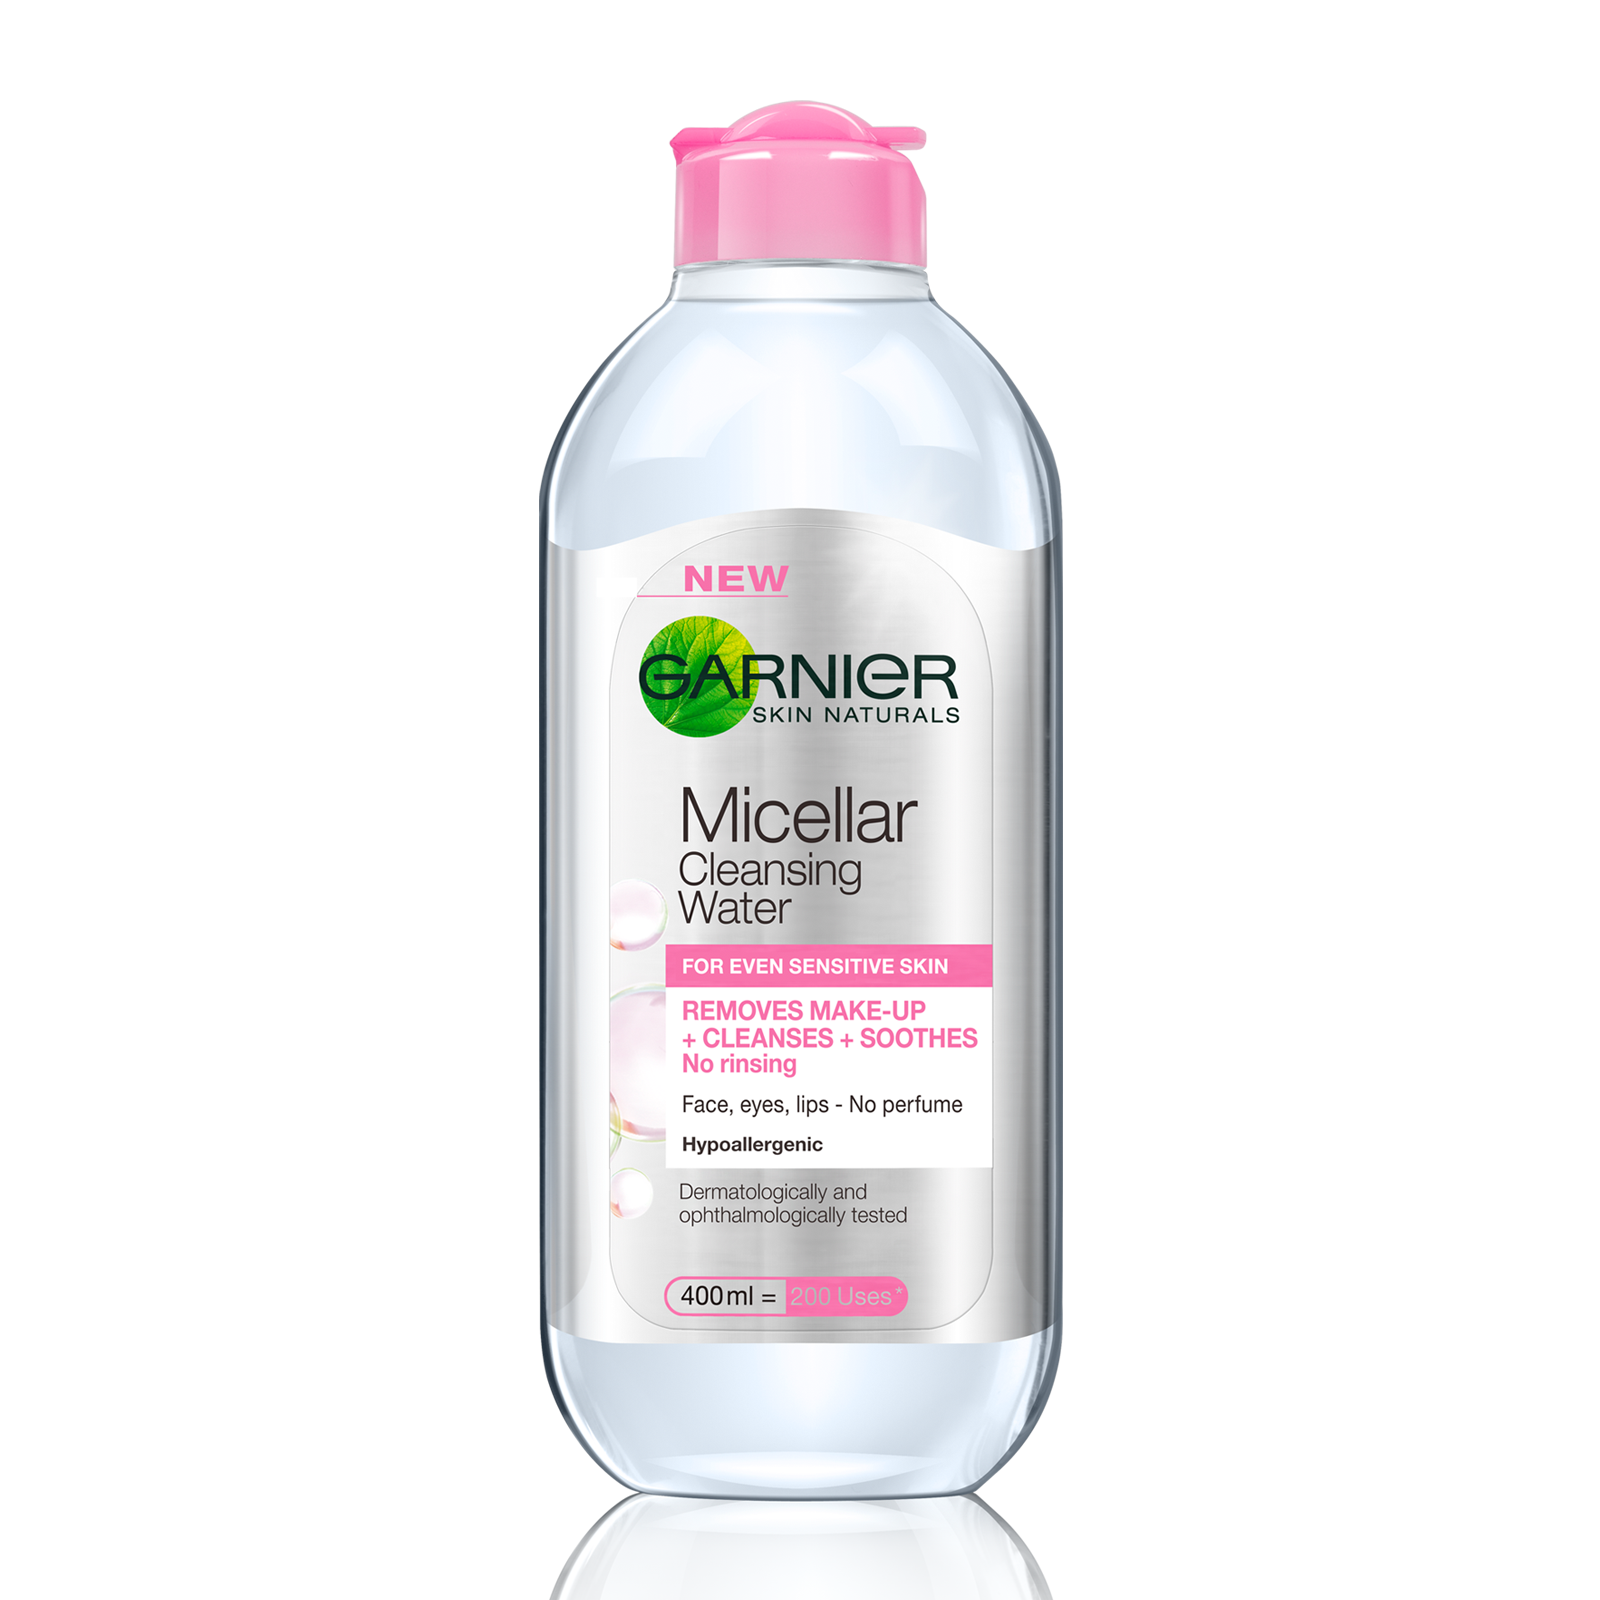 NEW
GARNIER
SKIN NATURALS
Micellar
Cleansing
Water
FOR EVEN SENSITIVE SKIN
REMOVES MAKE-UP
+ CLEANSES + SOOTHES
No rinsing
Face, eyes, lips - No perfume
Hypoallergenic
Dermatologically and
ophthalmologically tested
400ml = 200 Uses*